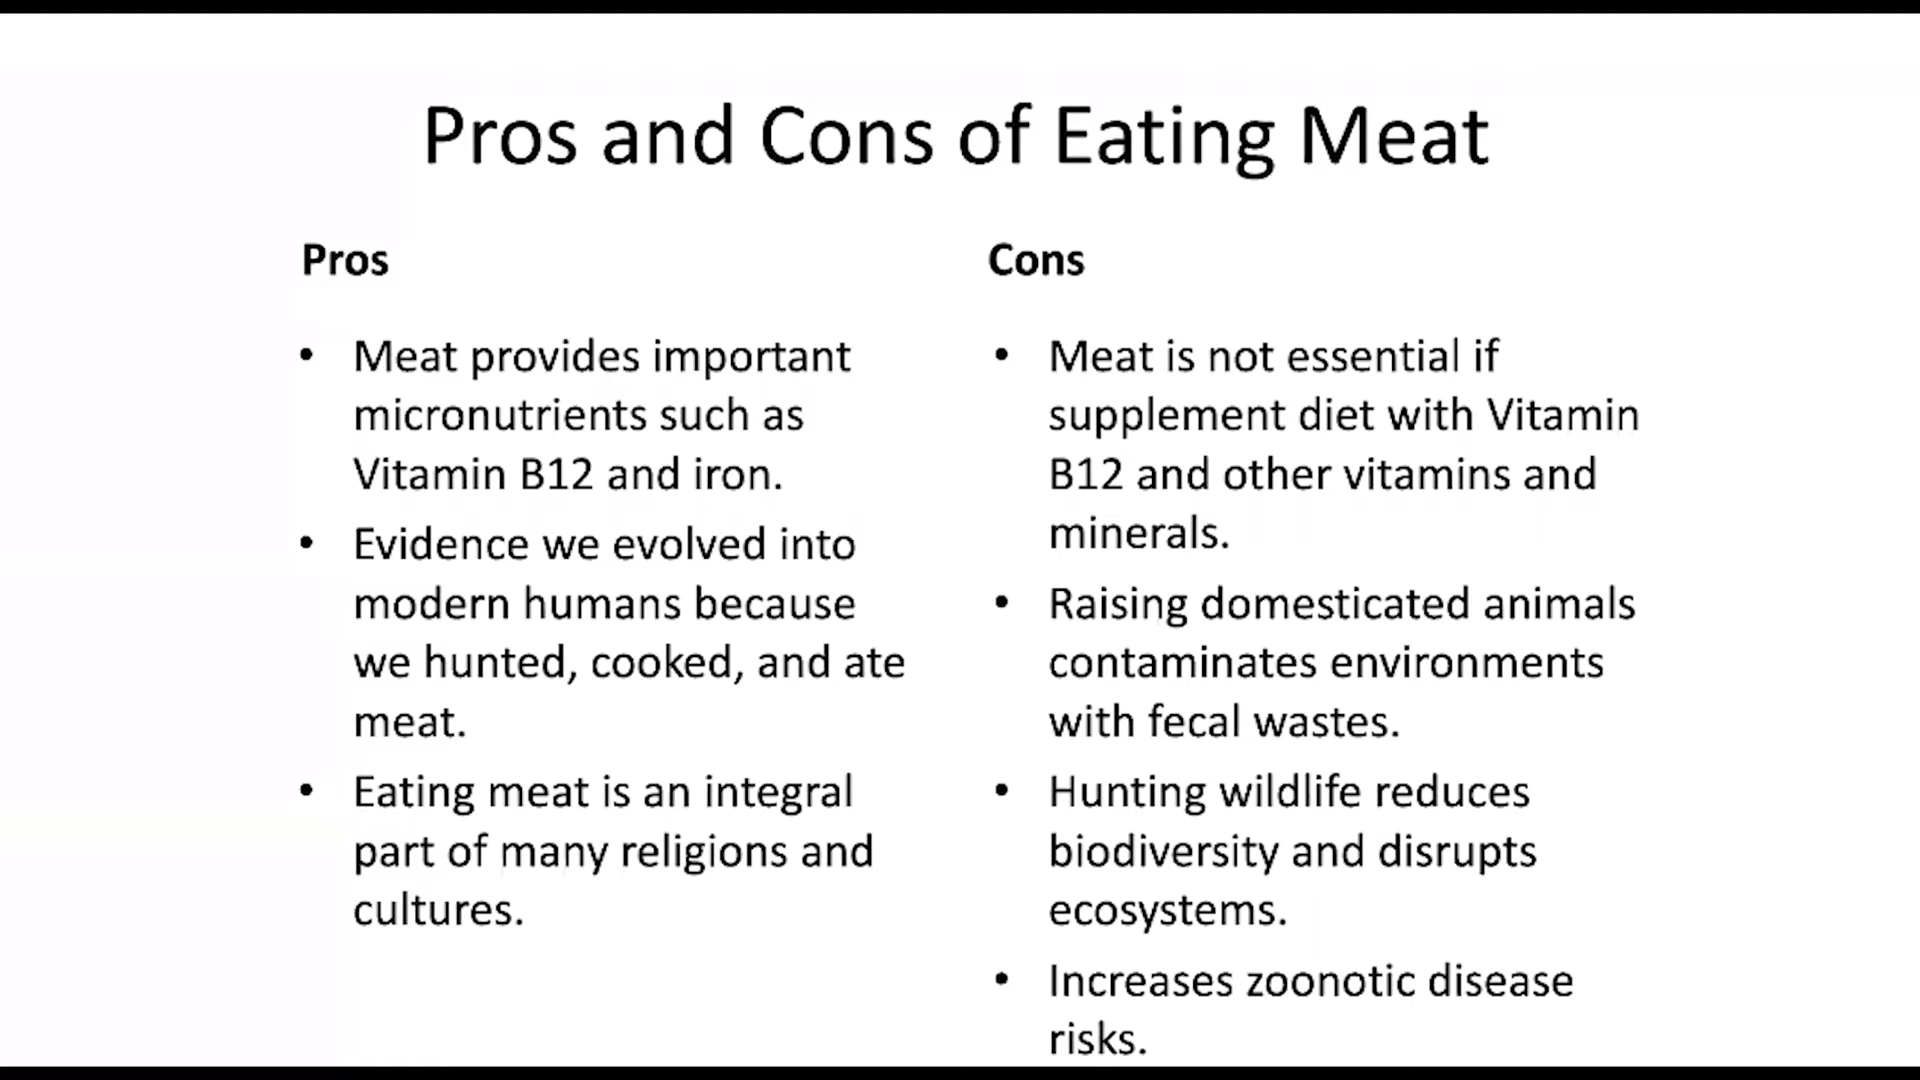 Pros and Cons of Eating Meat
Pros
• Meat provides important
micronutrients such as
Vitamin B12 and iron.
• Evidence we evolved into
modern humans because
we hunted, cooked, and ate
meat.
• Eating meat is an integral
part of many religions and
cultures.
Cons
• Meat is not essential if
supplement diet with Vitamin
B12 and other vitamins and
minerals.
• Raising domesticated animals
contaminates environments
with fecal wastes.
• Hunting wildlife reduces
biodiversity and disrupts
ecosystems.
• Increases zoonotic disease
risks.